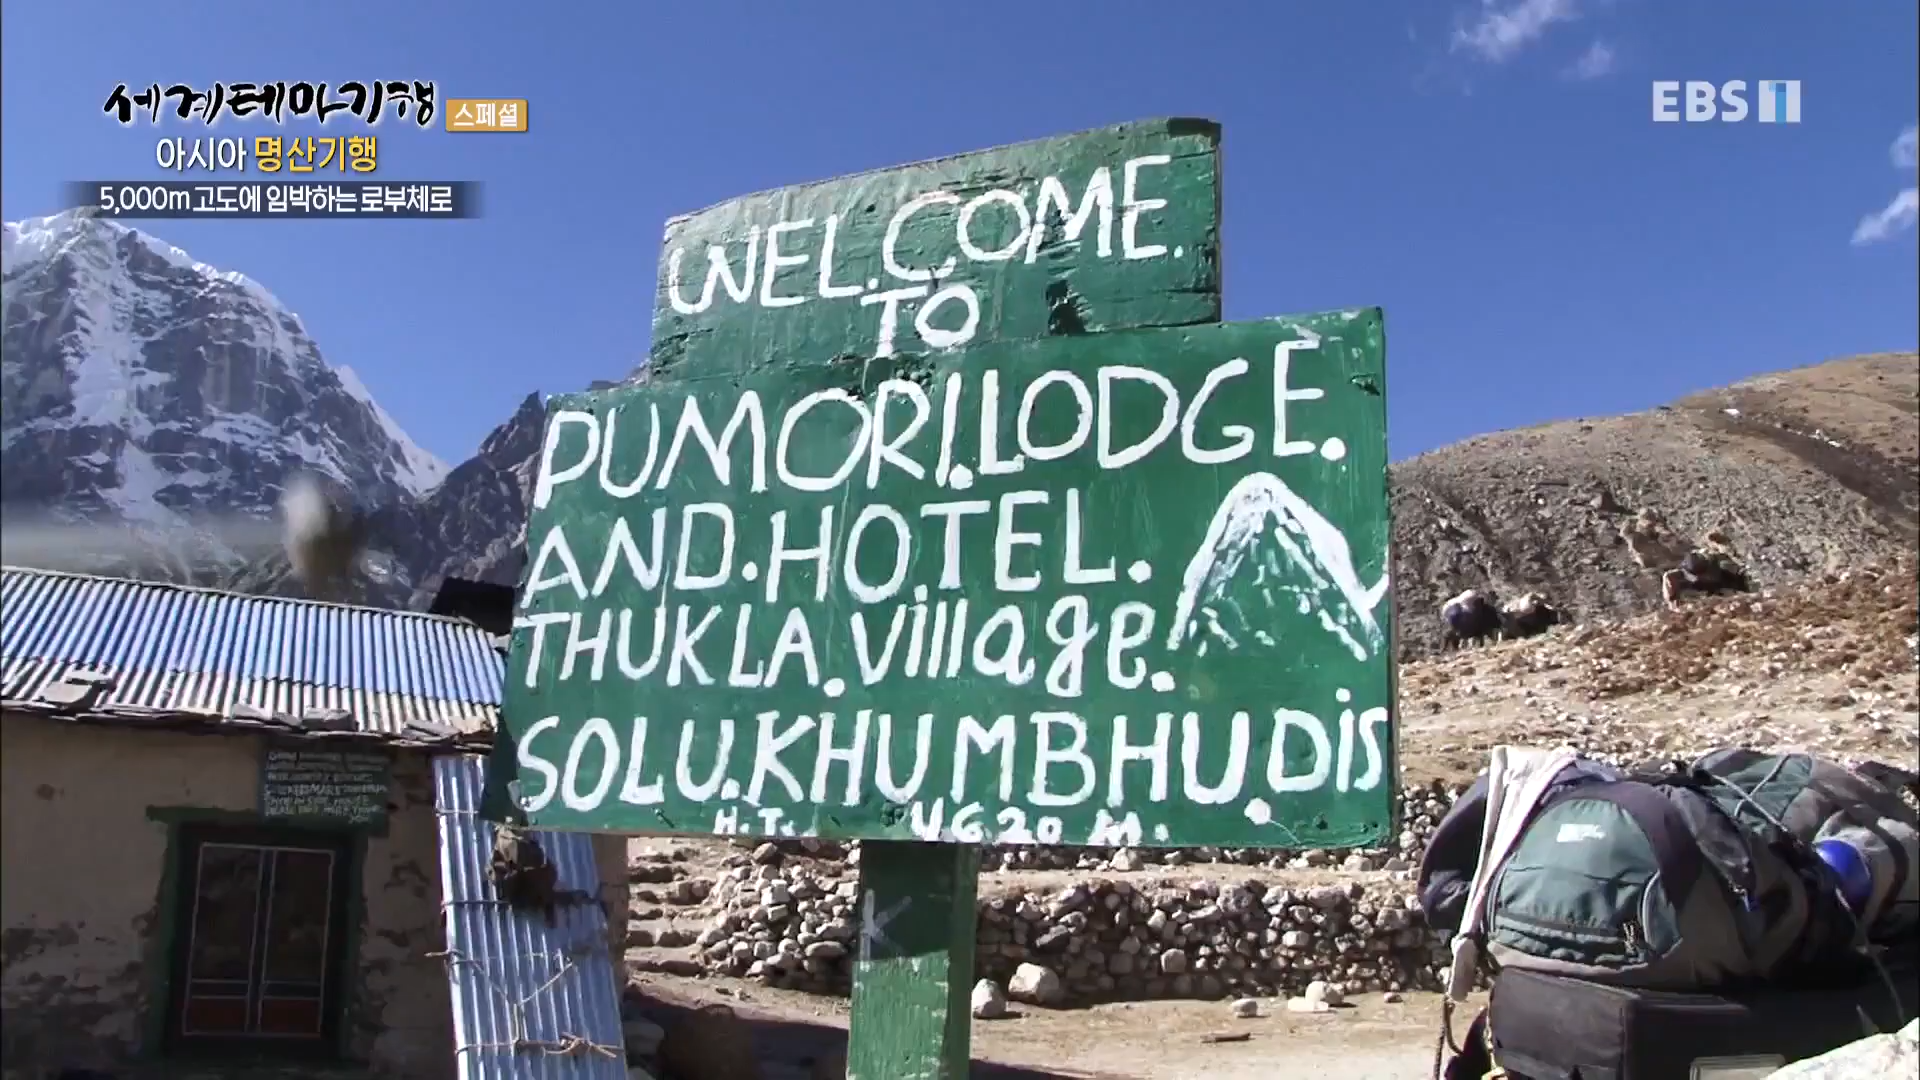 세계테마기행 스페셜
아시아 명산기행
5,000m 고도에 임박하는 로부체로
EBS 1
WEL.COME.
TO
PUMORI.LODGE.
AND.HOTEL.
THUKLA.Village.
SOLU.KHUMBHU.DiS
H.T. 4620 M.